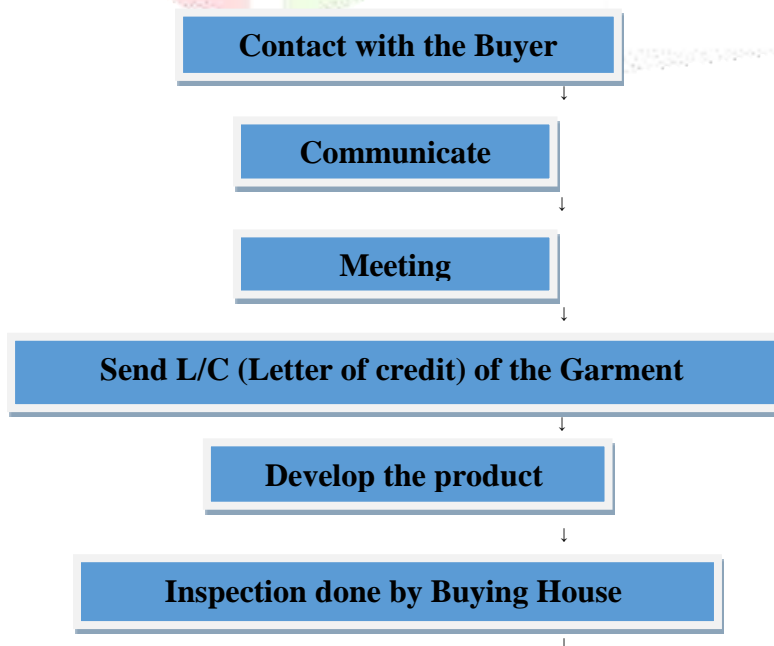 Contact with the Buyer
↓
Communicate
↓
Meeting
↓
Send L/C (Letter of credit) of the Garment
↓
Develop the product
↓
Inspection done by Buying House